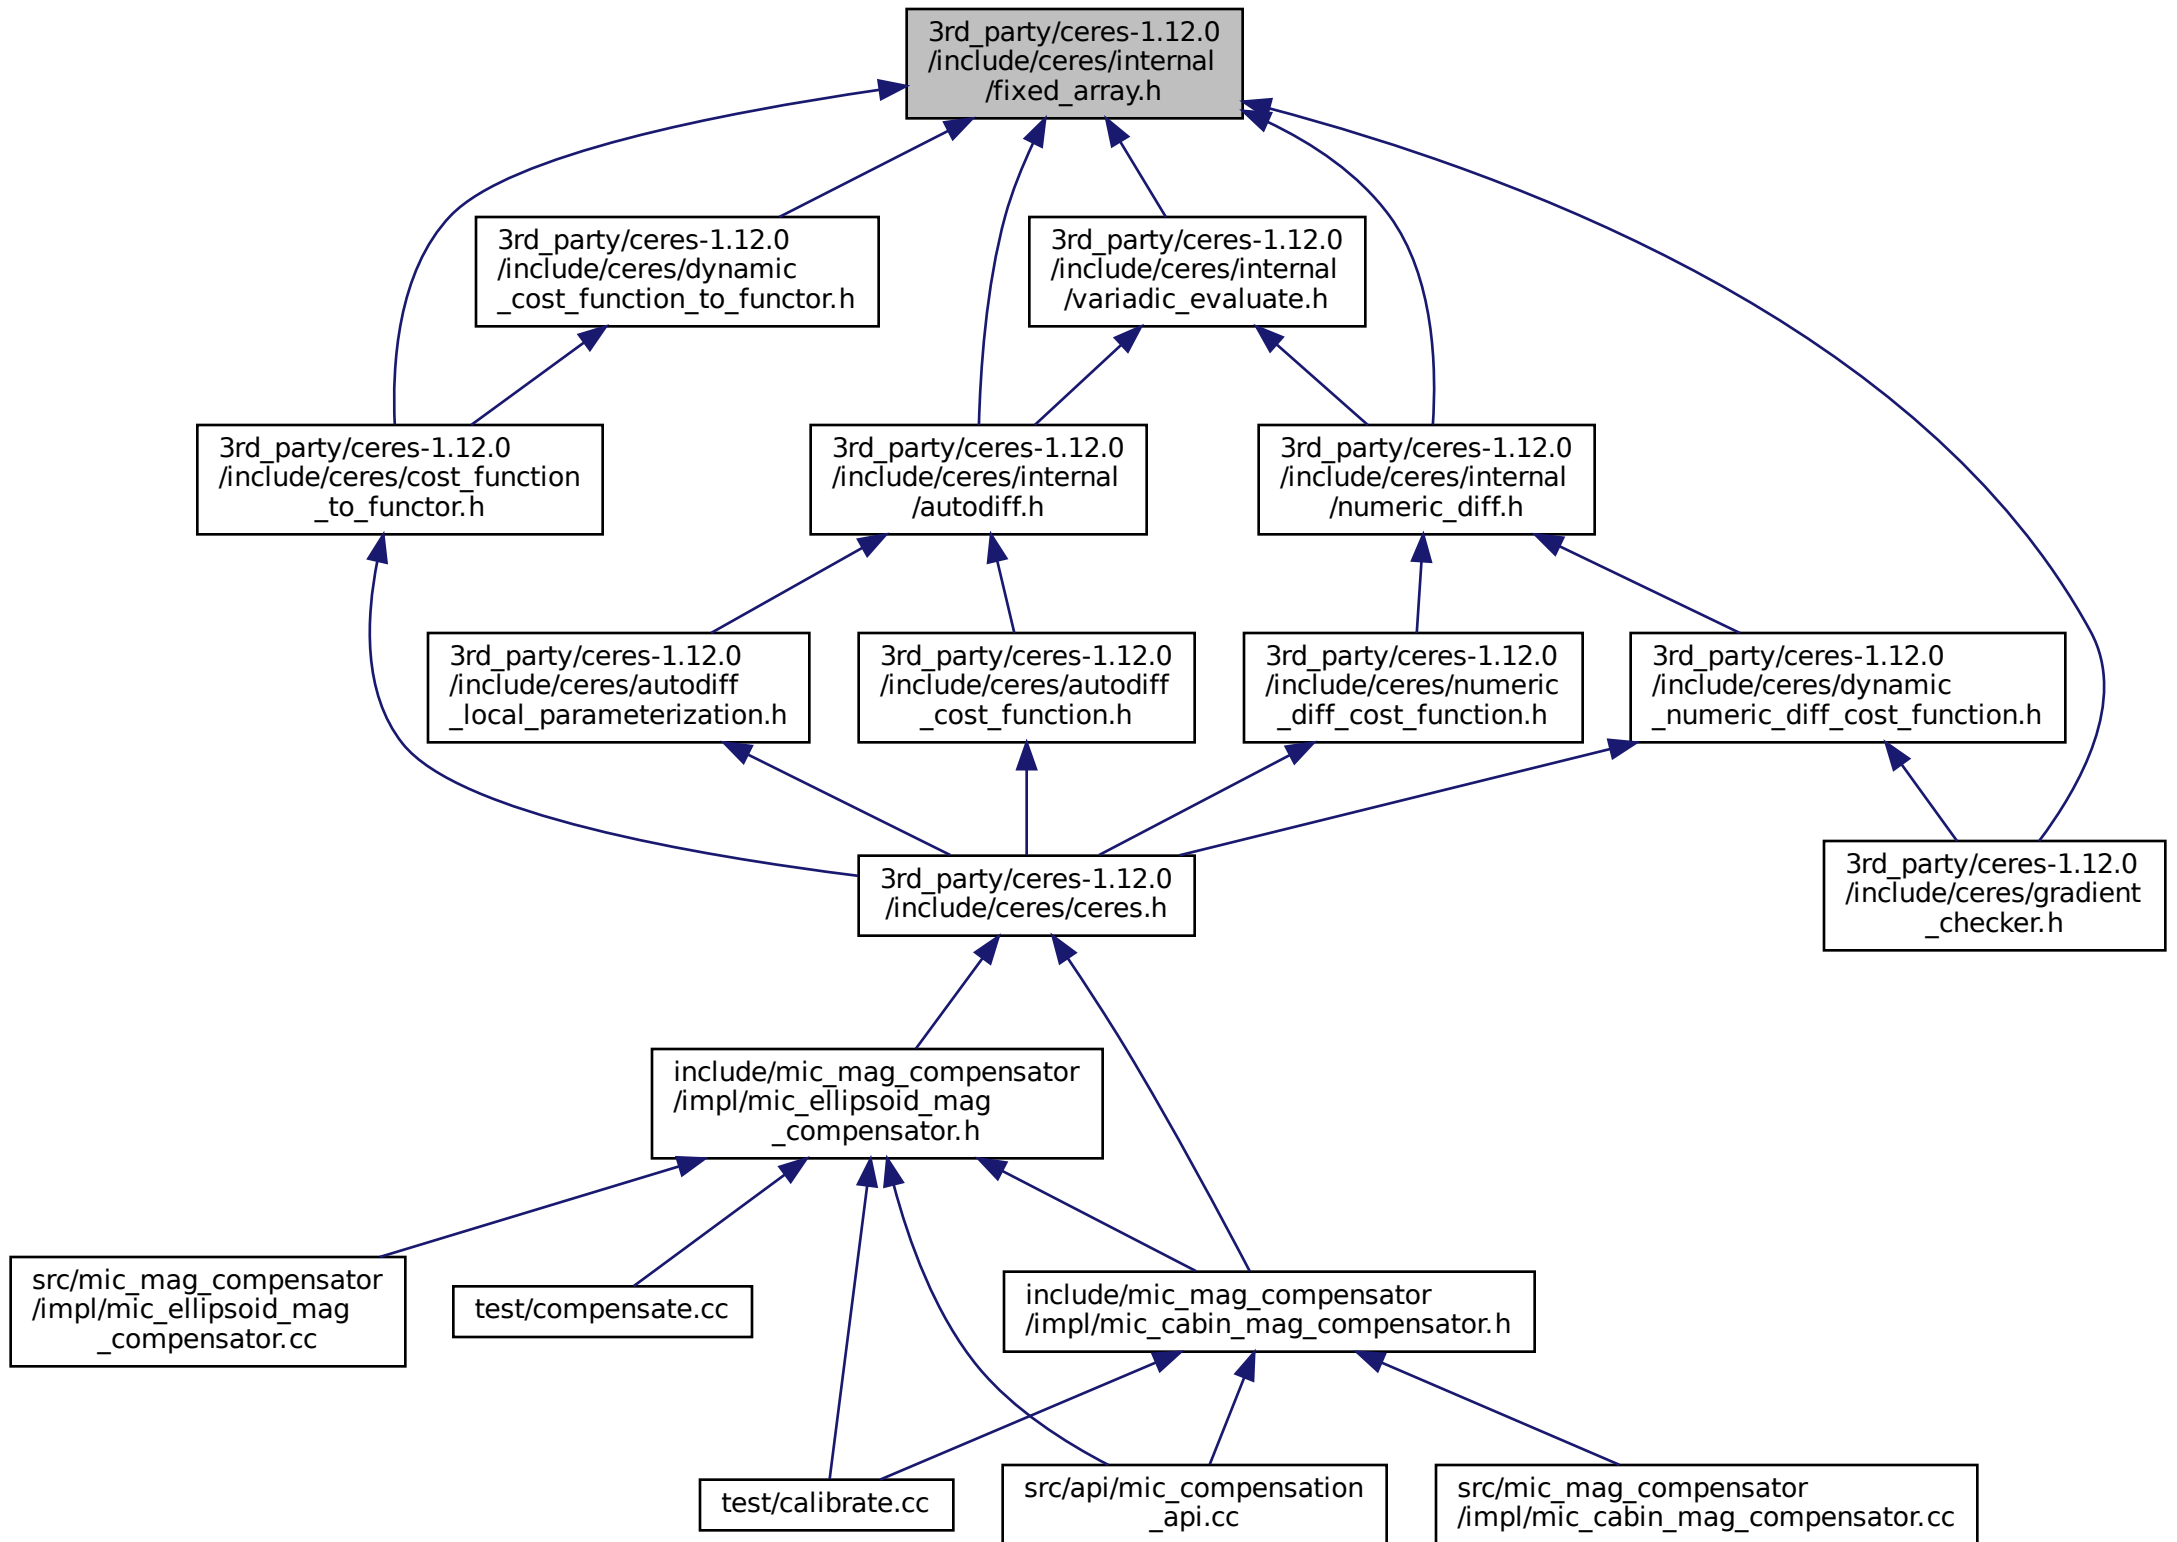 3rd_party/ceres-1.12.0
/include/ceres/internal
/fixed_array.h
3rd_party/ceres-1.12.0
/include/ceres/dynamic
_cost_function_to_functor.h
3rd_party/ceres-1.12.0
/include/ceres/internal
/variadic_evaluate.h
3rd_party/ceres-1.12.0
/include/ceres/cost_function
_to_functor.h
3rd_party/ceres-1.12.0
/include/ceres/internal
/autodiff.h
3rd_party/ceres-1.12.0
/include/ceres/internal
/numeric_diff.h
3rd_party/ceres-1.12.0
/include/ceres/autodiff
_local_parameterization.h
3rd_party/ceres-1.12.0
/include/ceres/autodiff
_cost_function.h
3rd_party/ceres-1.12.0
/include/ceres/numeric
_diff_cost_function.h
3rd_party/ceres-1.12.0
/include/ceres/dynamic
_numeric_diff_cost_function.h
3rd_party/ceres-1.12.0
/include/ceres/ceres.h
3rd_party/ceres-1.12.0
/include/ceres/gradient
_checker.h
include/mic_mag_compensator
/impl/mic_ellipsoid_mag
_compensator.h
src/mic_mag_compensator
/impl/mic_ellipsoid_mag
_compensator.cc
test/compensate.cc
include/mic_mag_compensator
/impl/mic_cabin_mag_compensator.h
test/calibrate.cc
src/api/mic_compensation
_api.cc
src/mic_mag_compensator
/impl/mic_cabin_mag_compensator.cc